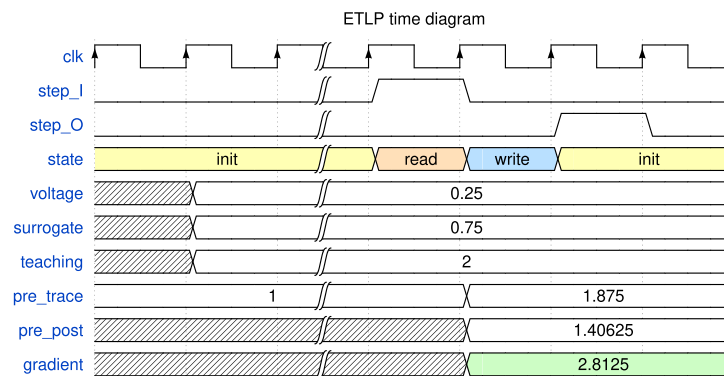 ETLP time diagram
clk
step_I
step_O
state init read write init
voltage 0.25
surrogate 0.75
teaching 2
pre_trace 1 1.875
pre_post 1.40625
gradient 2.8125